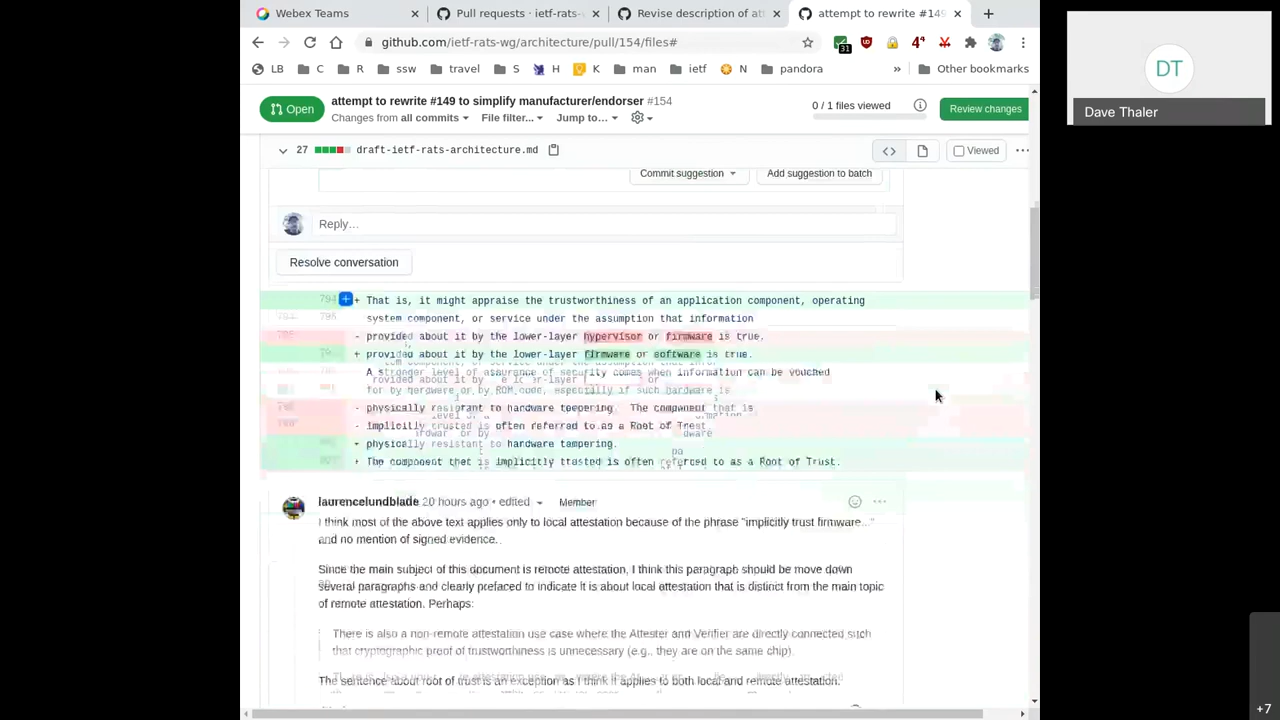 Webex Teams
Pull requests · ietf-rats-
Revise description of at
attempt to rewrite #149
github.com/ietf-rats-wg/architecture/pull/154/files#
31
LB C R ssw travel S H K man ietf N pandora » Other bookmarks
Open
attempt to rewrite #149 to simplify manufacturer/endorser #154
Changes from all commits File filter... Jump to...
0 / 1 files viewed
Review changes
27 draft-ietf-rats-architecture.md
Viewed
Commit suggestion Add suggestion to batch
Reply...
Resolve conversation
794 + That is, it might appraise the trustworthiness of an application component, operating
795 system component, or service under the assumption that information
- provided about it by the lower-layer hypervisor or firmware is true.
+ provided about it by the lower-layer firmware or software is true.
A stronger level of assurance of security comes when information can be vouched
for by hardware or by ROM code, especially if such hardware is
- physically resistant to hardware tampering. The component that is
- implicitly trusted is often referred to as a Root of Trust.
+ physically resistant to hardware tampering.
+ The component that is implicitly trusted is often referred to as a Root of Trust.
laurencelundblade 20 hours ago • edited Member
I think most of the above text applies only to local attestation because of the phrase "implicitly trust firmware..."
and no mention of signed evidence.
Since the main subject of this document is remote attestation, I think this paragraph should be move down
several paragraphs and clearly prefaced to indicate it is about local attestation that is distinct from the main topic
of remote attestation. Perhaps:
There is also a non-remote attestation use case where the Attester and Verifier are directly connected such
that cryptographic proof of trustworthiness is unnecessary (e.g., they are on the same chip).
The sentence about root of trust is an exception as I think it applies to both local and remote attestation.
DT
Dave Thaler
+7